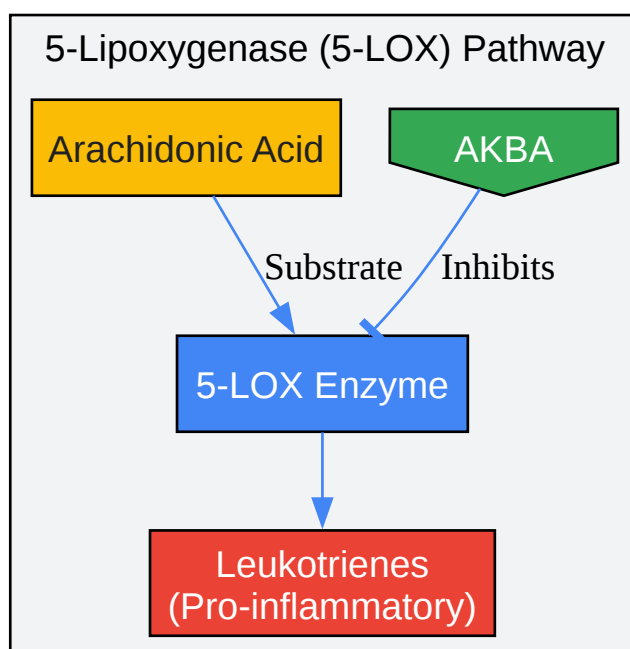 5-Lipoxygenase (5-LOX) Pathway
Arachidonic Acid
AKBA
Substrate
Inhibits
5-LOX Enzyme
Leukotrienes
(Pro-inflammatory)